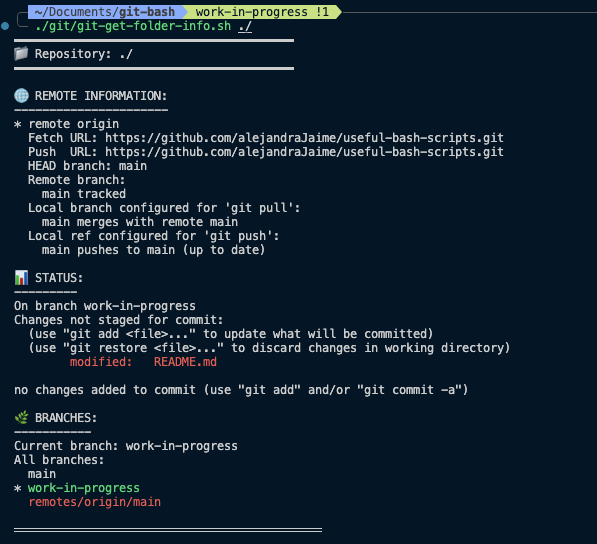 ~/Documents/git-bash work-in-progress !1
./git/git-get-folder-info.sh ./
📁 Repository: ./
🌐 REMOTE INFORMATION:
----------------------
* remote origin
  Fetch URL: https://github.com/alejandraJaime/useful-bash-scripts.git
  Push  URL: https://github.com/alejandraJaime/useful-bash-scripts.git
  HEAD branch: main
  Remote branch:
    main tracked
  Local branch configured for 'git pull':
    main merges with remote main
  Local ref configured for 'git push':
    main pushes to main (up to date)
📊 STATUS:
---------
On branch work-in-progress
Changes not staged for commit:
  (use "git add <file>..." to update what will be committed)
  (use "git restore <file>..." to discard changes in working directory)
        modified:   README.md
no changes added to commit (use "git add" and/or "git commit -a")
🌿 BRANCHES:
-----------
Current branch: work-in-progress
All branches:
  main
* work-in-progress
  remotes/origin/main